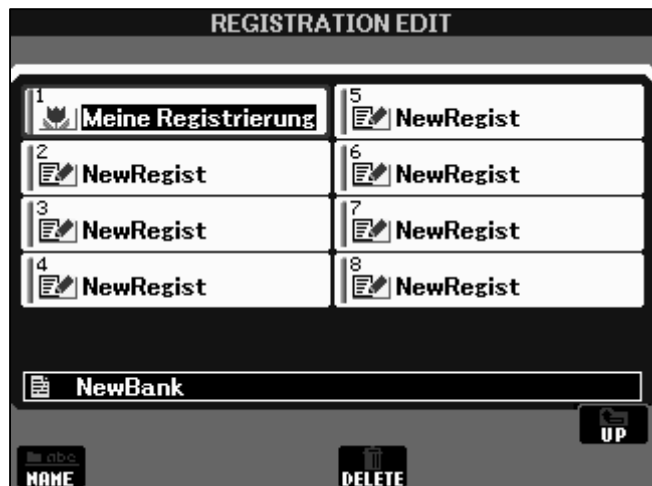 REGISTRATION EDIT
1
Meine Registrierung
2
NewRegist
3
NewRegist
4
NewRegist
5
NewRegist
6
NewRegist
7
NewRegist
8
NewRegist
NewBank
UP
abc
NAME
DELETE